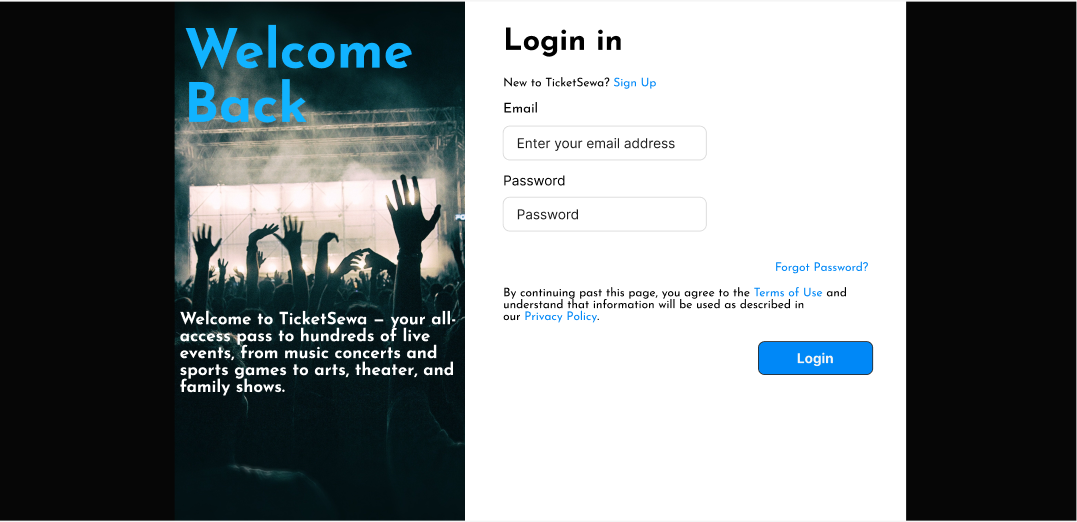 Welcome
Back
Welcome to TicketSewa – your all-
access pass to hundreds of live
events, from music concerts and
sports games to arts, theater, and
family shows.
Login in
New to TicketSewa? Sign Up
Email
Enter your email address
Password
Password
Forgot Password?
By continuing past this page, you agree to the Terms of Use and
understand that information will be used as described in
our Privacy Policy.
Login